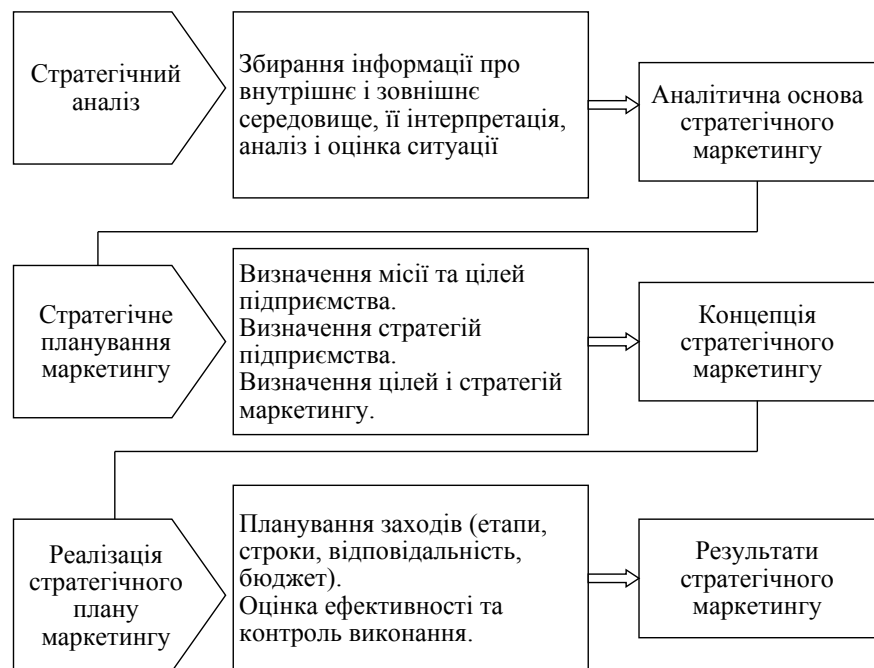 Стратегічний
аналіз
Збирання інформації про
внутрішнє і зовнішнє
середовище, її інтерпретація,
аналіз і оцінка ситуації
Аналітична основа
стратегічного
маркетингу
Стратегічне
планування
маркетингу
Визначення місії та цілей
підприємства.
Визначення стратегій
підприємства.
Визначення цілей і стратегій
маркетингу.
Концепція
стратегічного
маркетингу
Реалізація
стратегічного
плану
маркетингу
Планування заходів (етапи,
строки, відповідальність,
бюджет).
Оцінка ефективності та
контроль виконання.
Результати
стратегічного
маркетингу